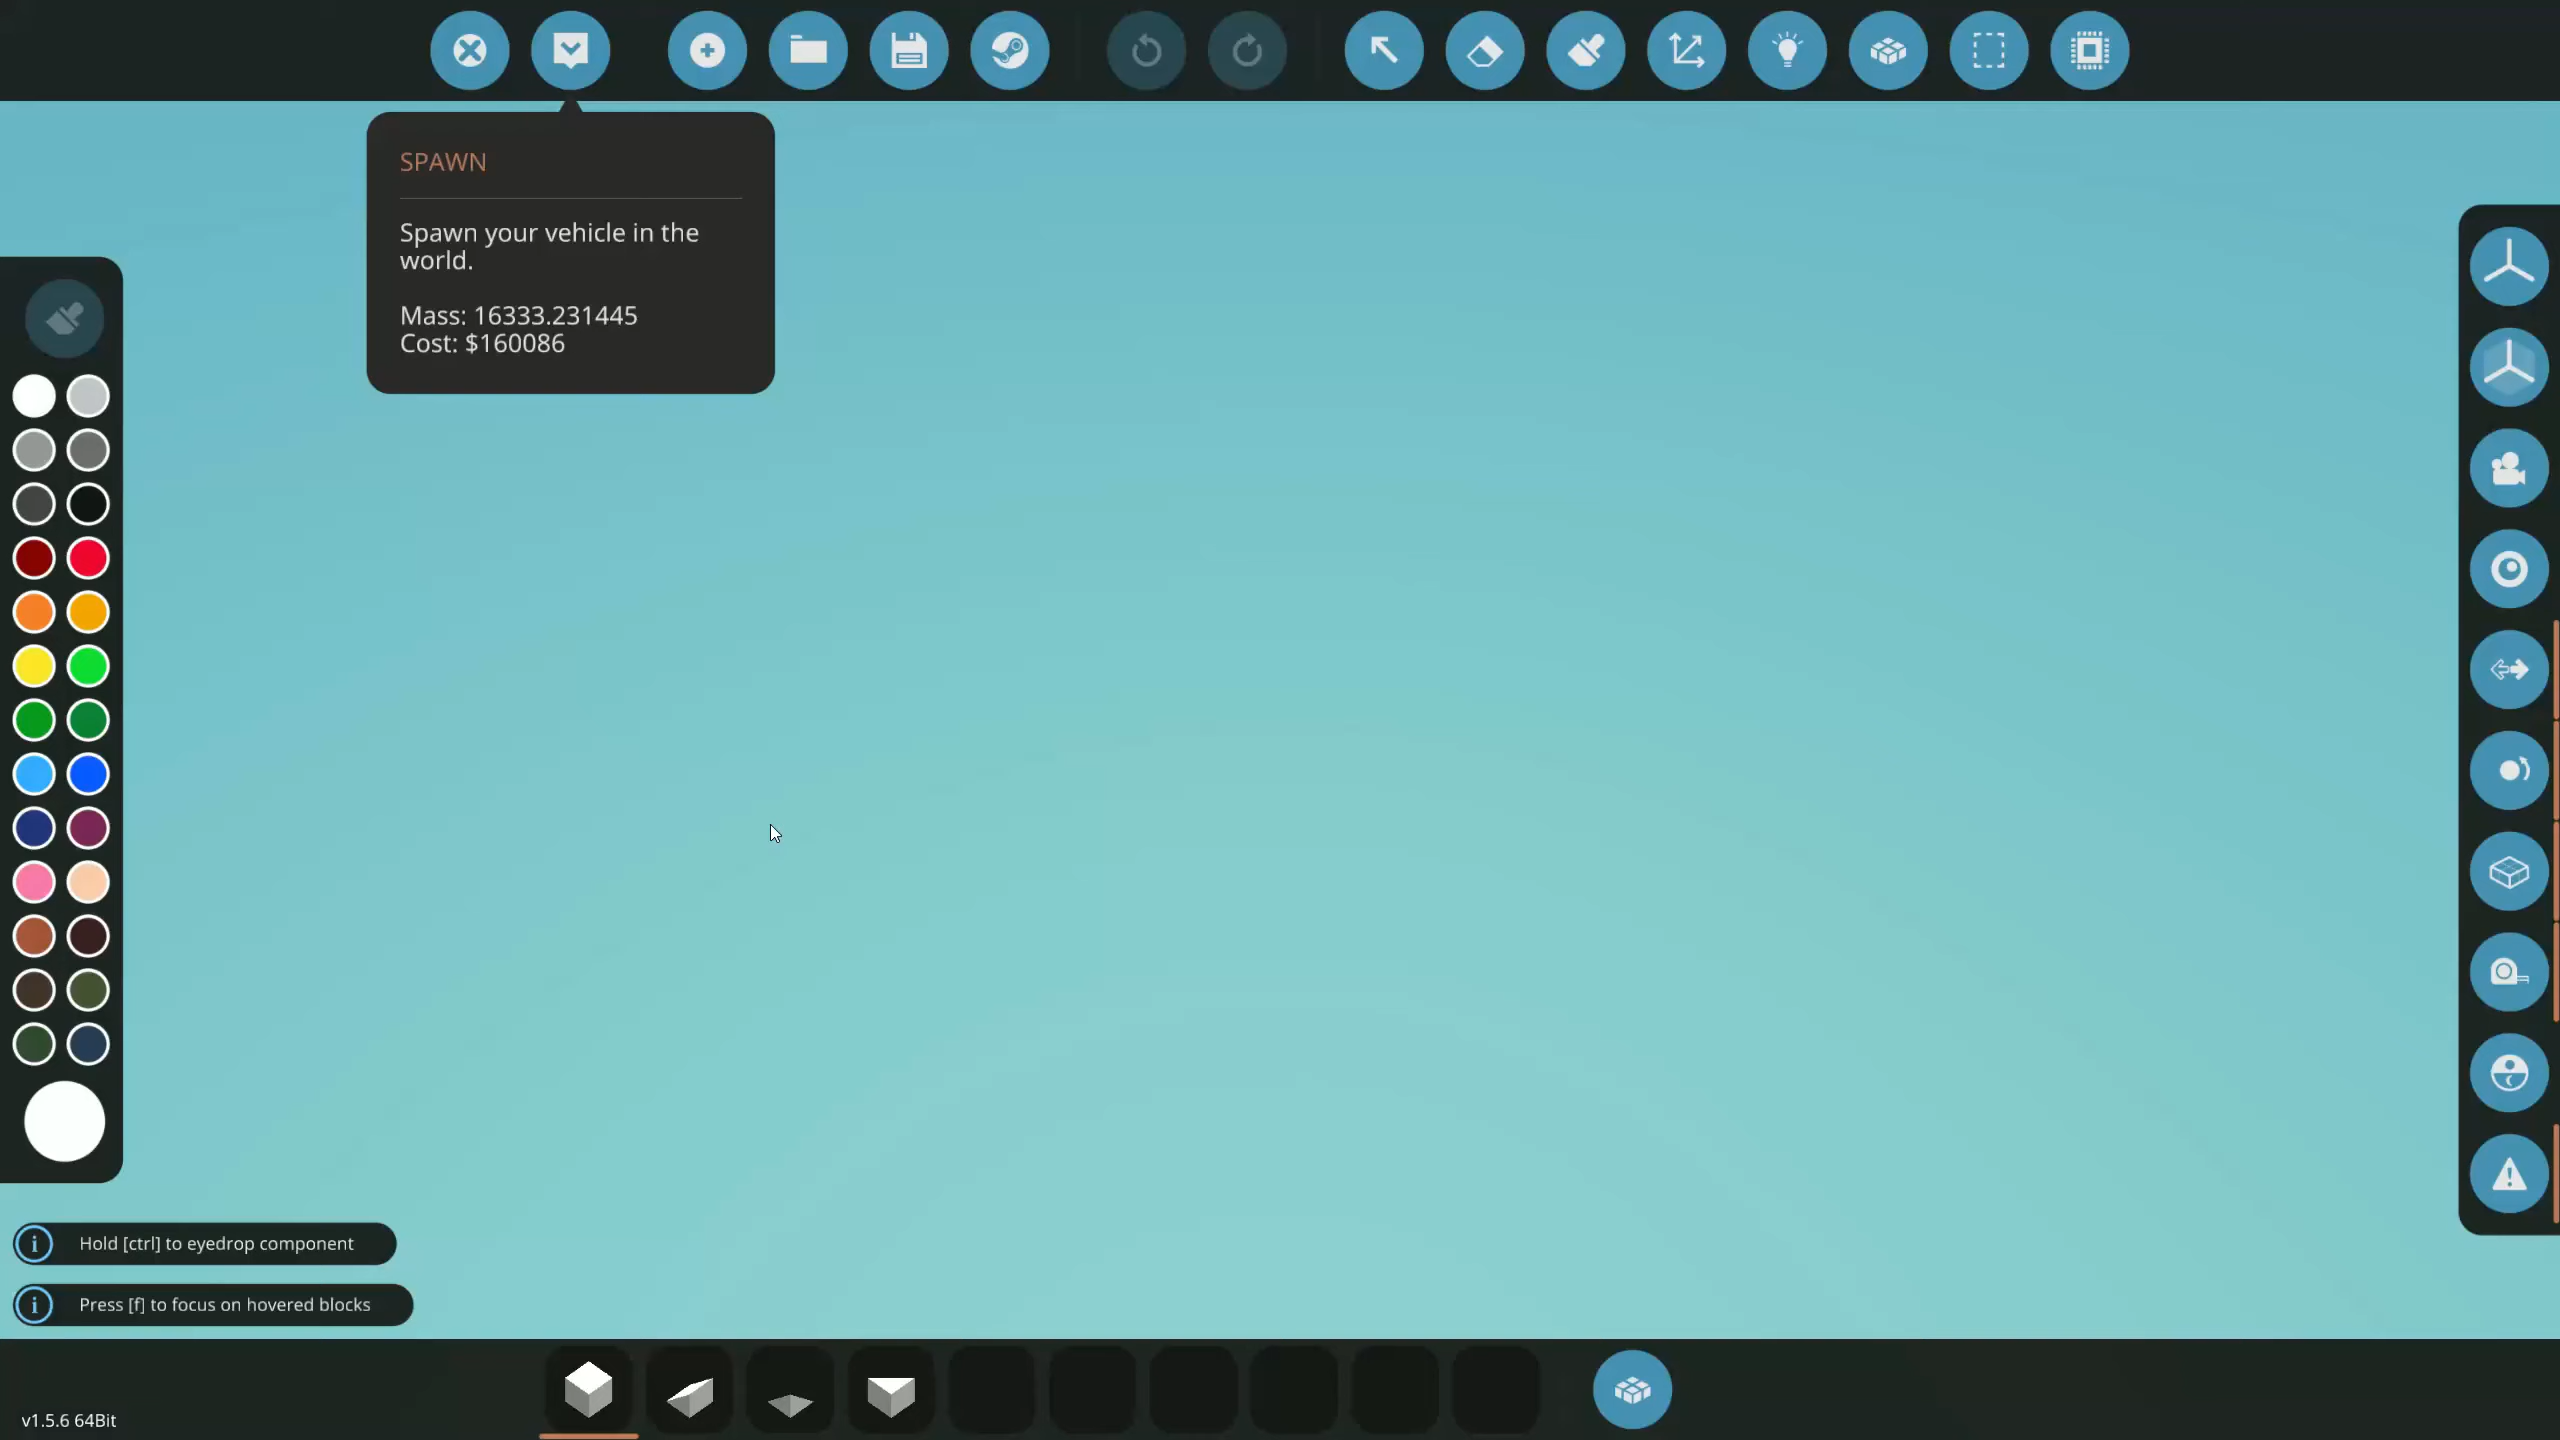 SPAWN
Spawn your vehicle in the
world.
Mass: 16333.231445
Cost: $160086
Hold [ctrl] to eyedrop component
Press [f] to focus on hovered blocks
v1.5.6 64Bit